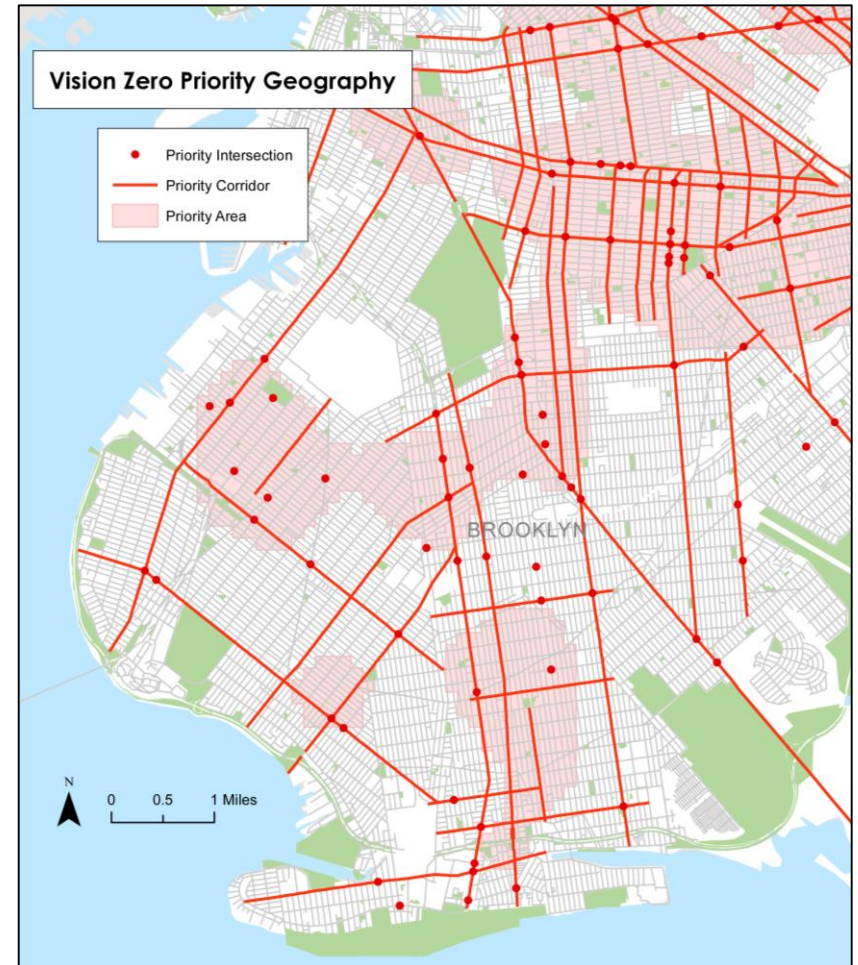 Vision Zero Priority Geography
Priority Intersection
Priority Corridor
Priority Area
BROOKLYN
N
0 0.5 1 Miles